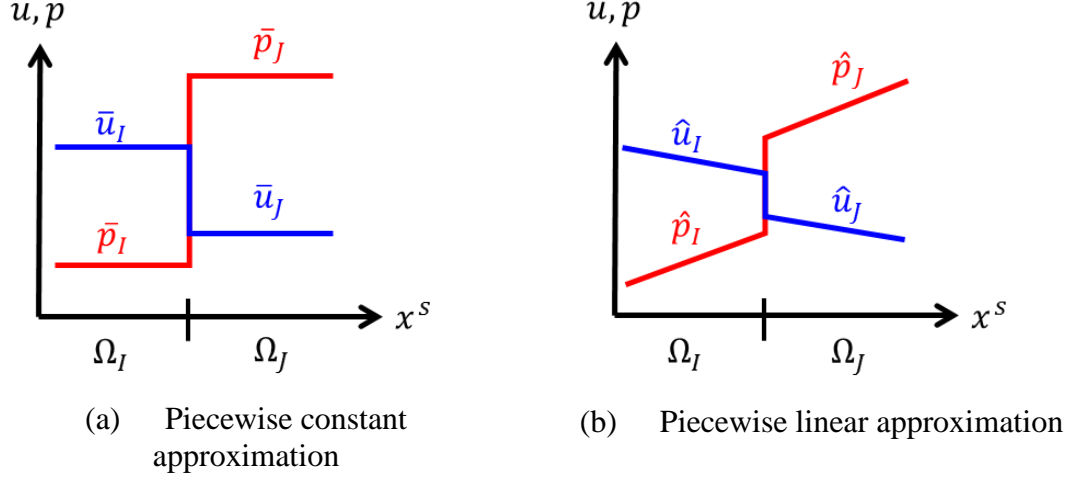 u, p
p̄_J
ū_I
ū_J
p̄_I
x^s
Ω_I
Ω_J
(a) Piecewise constant
approximation
u, p
p̂_J
û_I
û_J
p̂_I
x^s
Ω_I
Ω_J
(b) Piecewise linear approximation